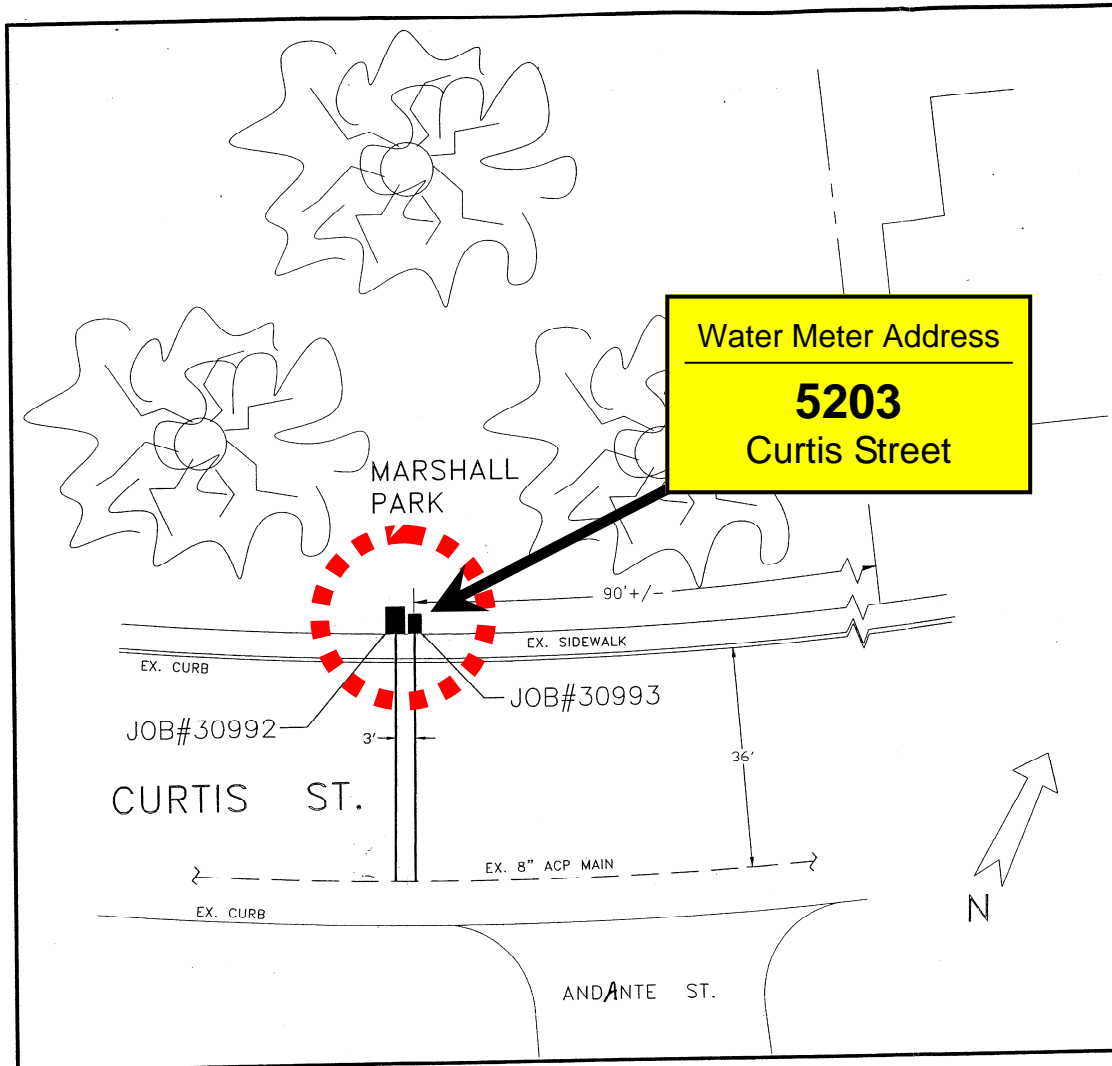 Water Meter Address
5203
Curtis Street
MARSHALL
PARK
90'+/-
EX. SIDEWALK
EX. CURB
JOB#30993
JOB#30992
3'
36'
CURTIS ST.
EX. 8" ACP MAIN
EX. CURB
N
ANDANTE ST.